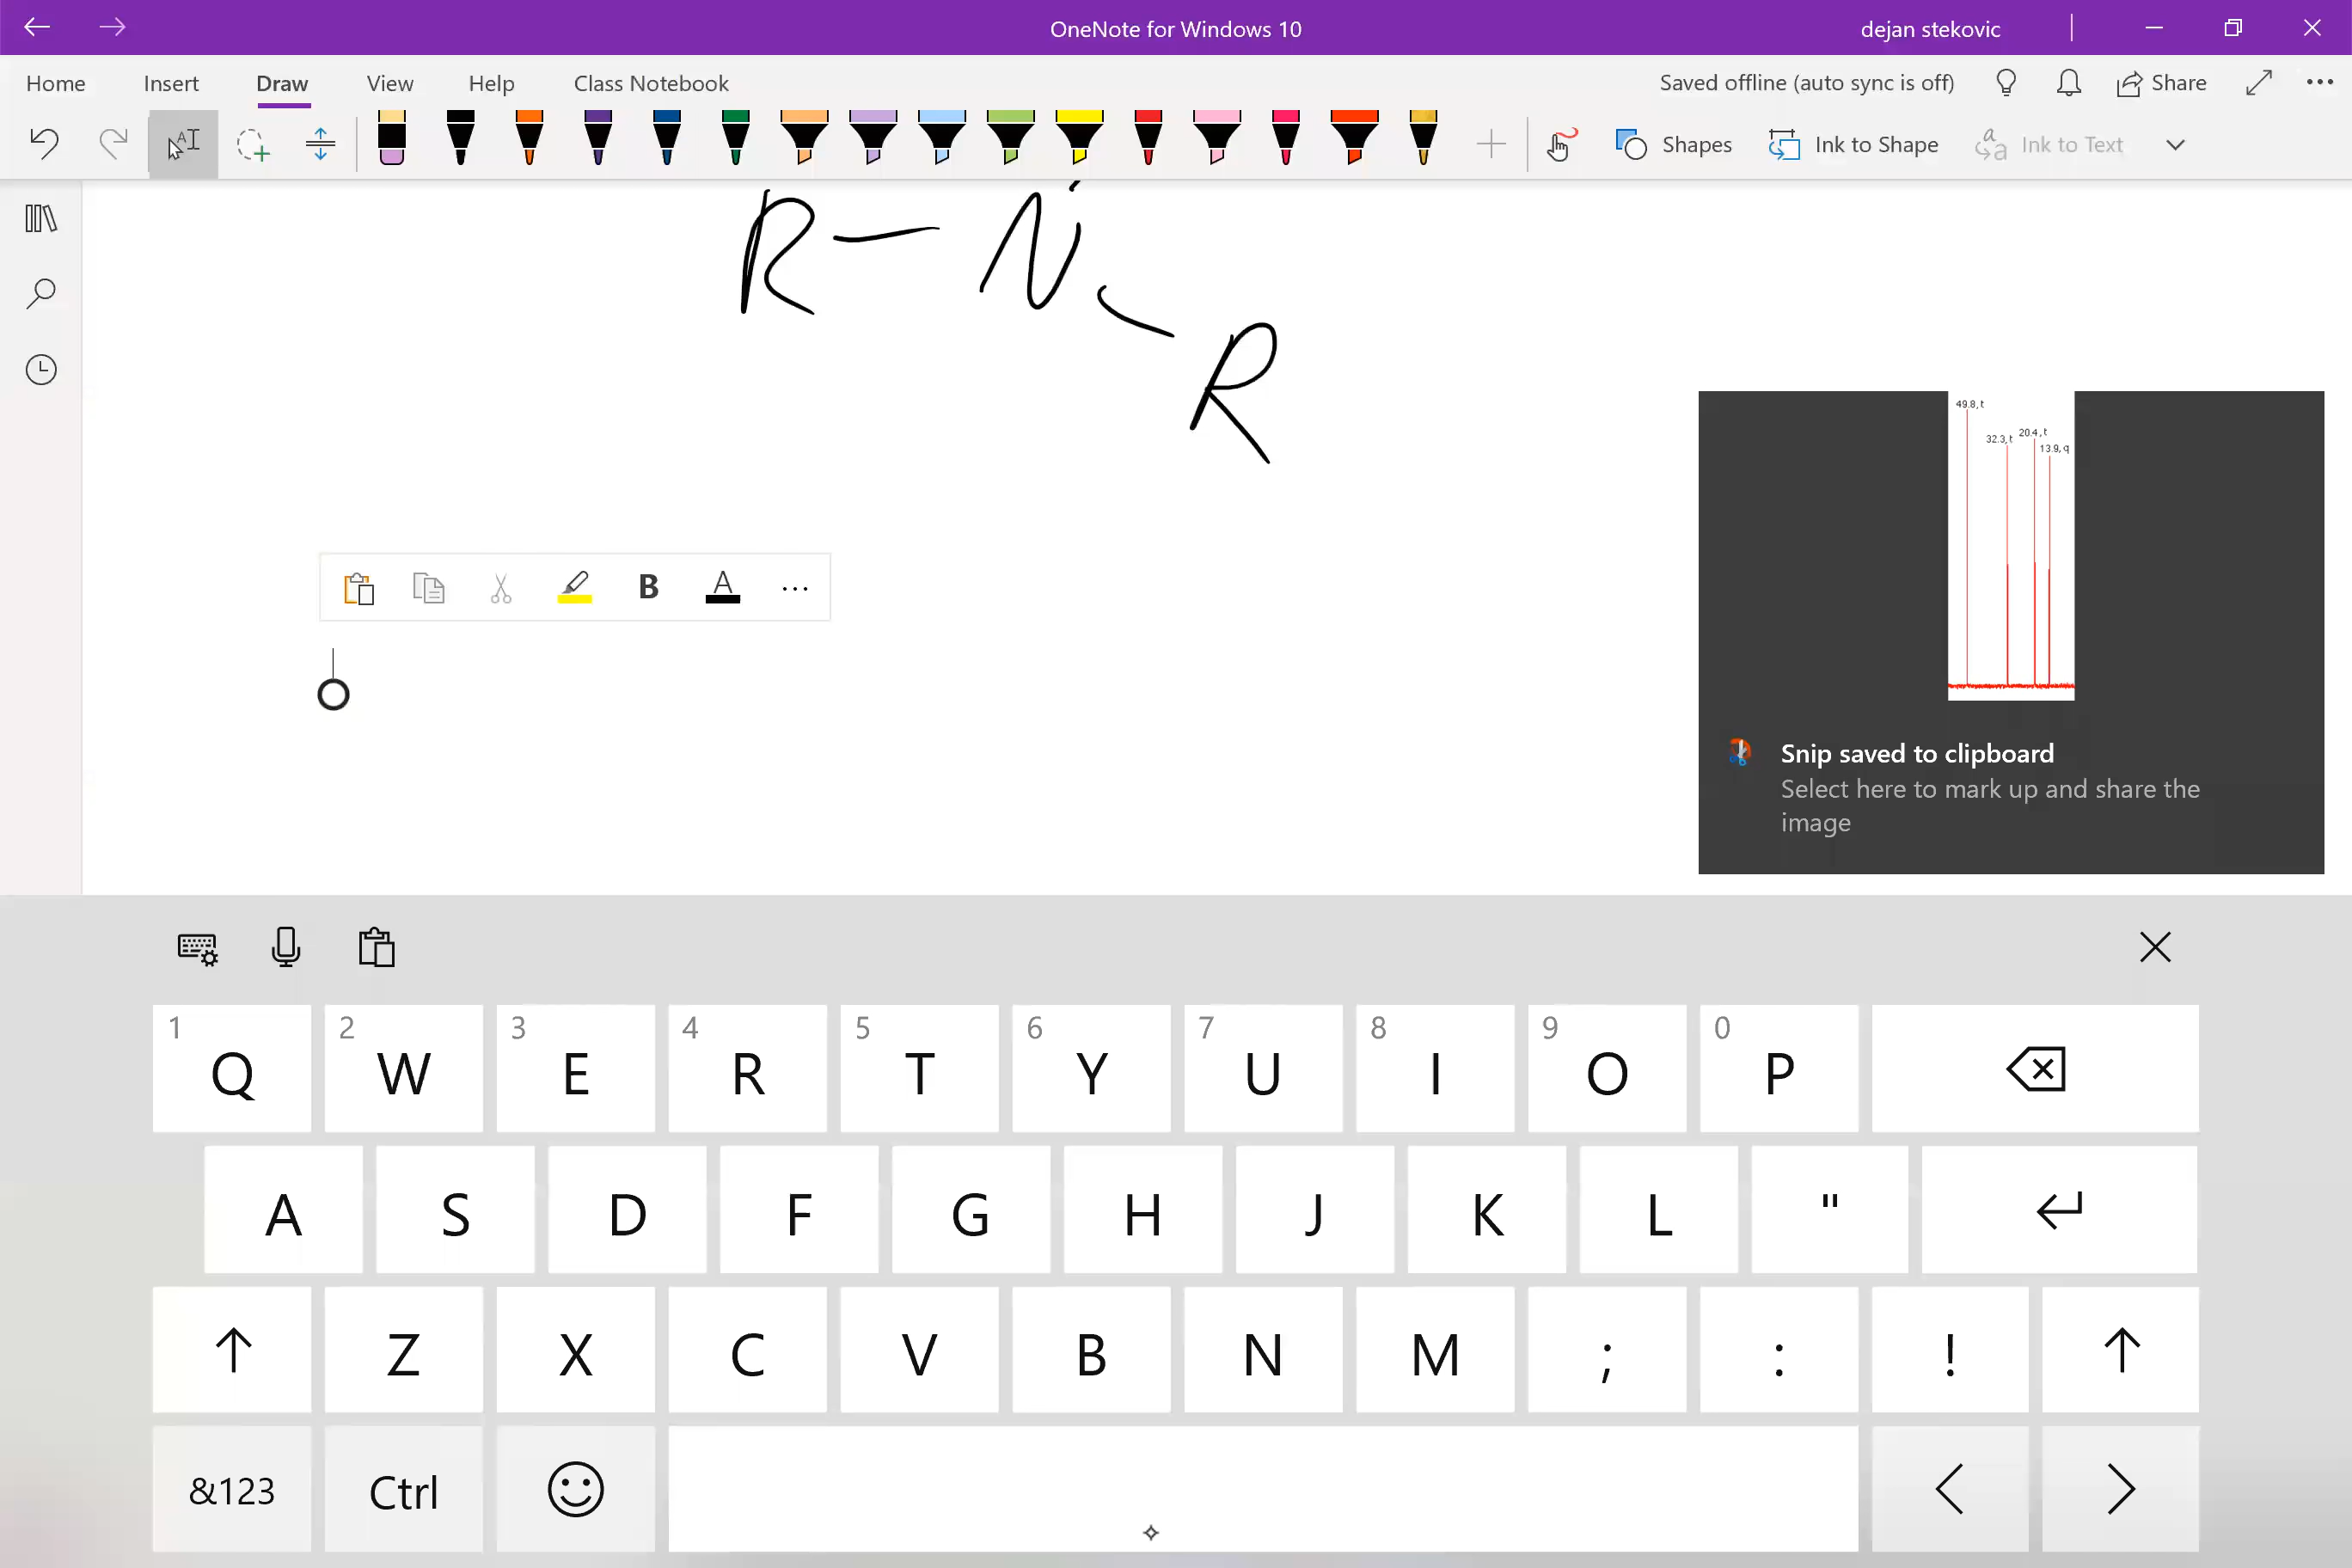 OneNote for Windows 10
dejan stekovic
Home Insert Draw View Help Class Notebook
Saved offline (auto sync is off)
Share
Shapes
Ink to Shape
Ink to Text
R — N
R
49.8,t
32.3,t
20.4,t
13.9,q
B A ...
Snip saved to clipboard
Select here to mark up and share the
image
1 2 3 4 5 6 7 8 9 0
Q W E R T Y U I O P
A S D F G H J K L "
Z X C V B N M ; : !
&123 Ctrl